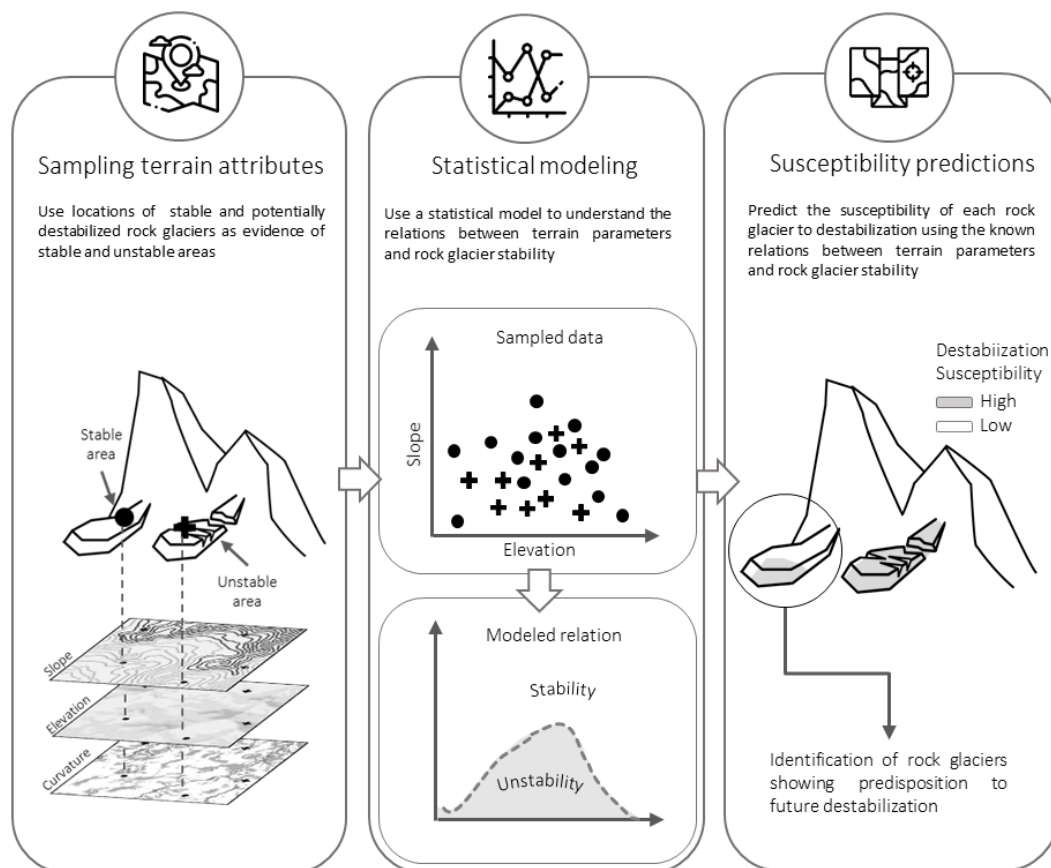 Sampling terrain attributes
Use locations of stable and potentially
destabilized rock glaciers as evidence of
stable and unstable areas
Stable
area
Unstable
area
Slope
Elevation
Curvature
Statistical modeling
Use a statistical model to understand the
relations between terrain parameters
and rock glacier stability
Sampled data
Slope
Elevation
Modeled relation
Stability
Unstability
Susceptibility predictions
Predict the susceptibility of each rock
glacier to destabilization using the known
relations between terrain parameters
and rock glacier stability
Destabiization
Susceptibility
High
Low
Identification of rock glaciers
showing predisposition to
future destabilization